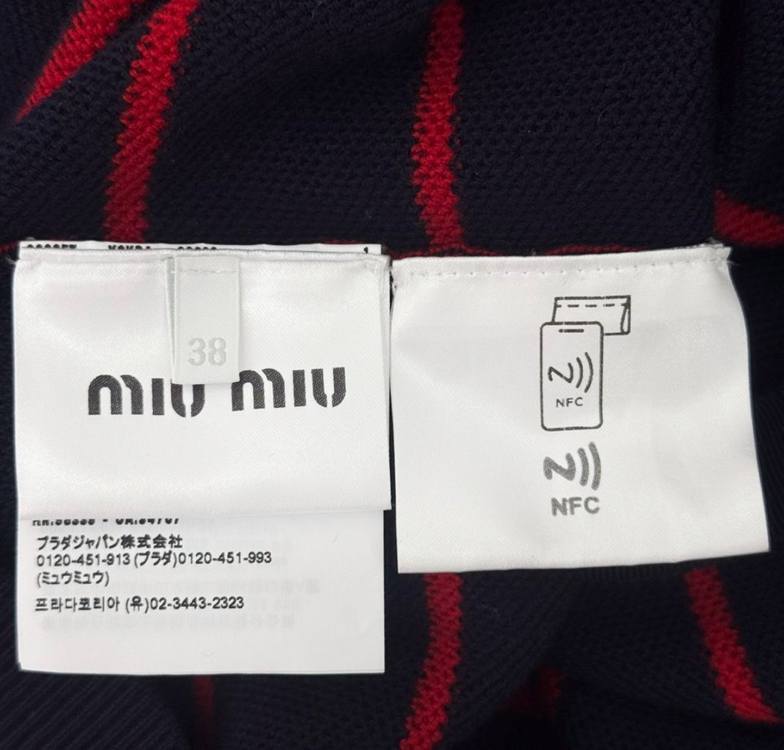 38
miu miu
プラダジャパン株式会社
0120-451-913 (プラダ)0120-451-993
(ミュウミュウ)
프라다코리아 (유)02-3443-2323
NFC
NFC